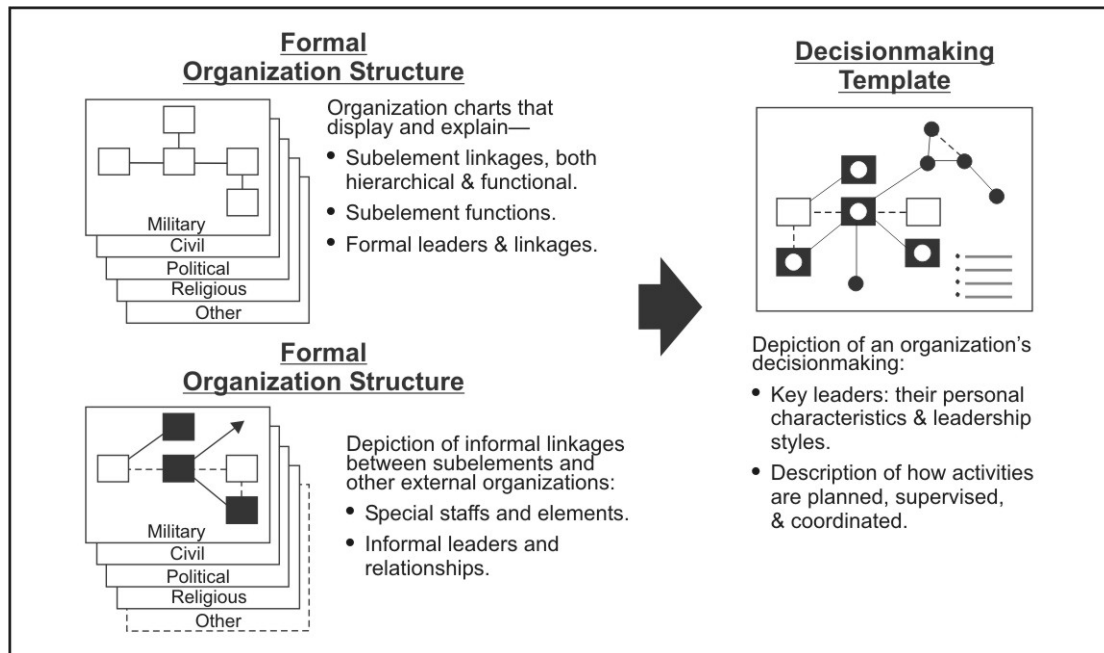 Formal
Organization Structure
Military
Civil
Political
Religious
Other
Organization charts that
display and explain—
• Subelement linkages, both
hierarchical & functional.
• Subelement functions.
• Formal leaders & linkages.
Formal
Organization Structure
Military
Civil
Political
Religious
Other
Depiction of informal linkages
between subelements and
other external organizations:
• Special staffs and elements.
• Informal leaders and
relationships.
Decisionmaking
Template
Depiction of an organization's
decisionmaking:
• Key leaders: their personal
characteristics & leadership
styles.
• Description of how activities
are planned, supervised,
& coordinated.